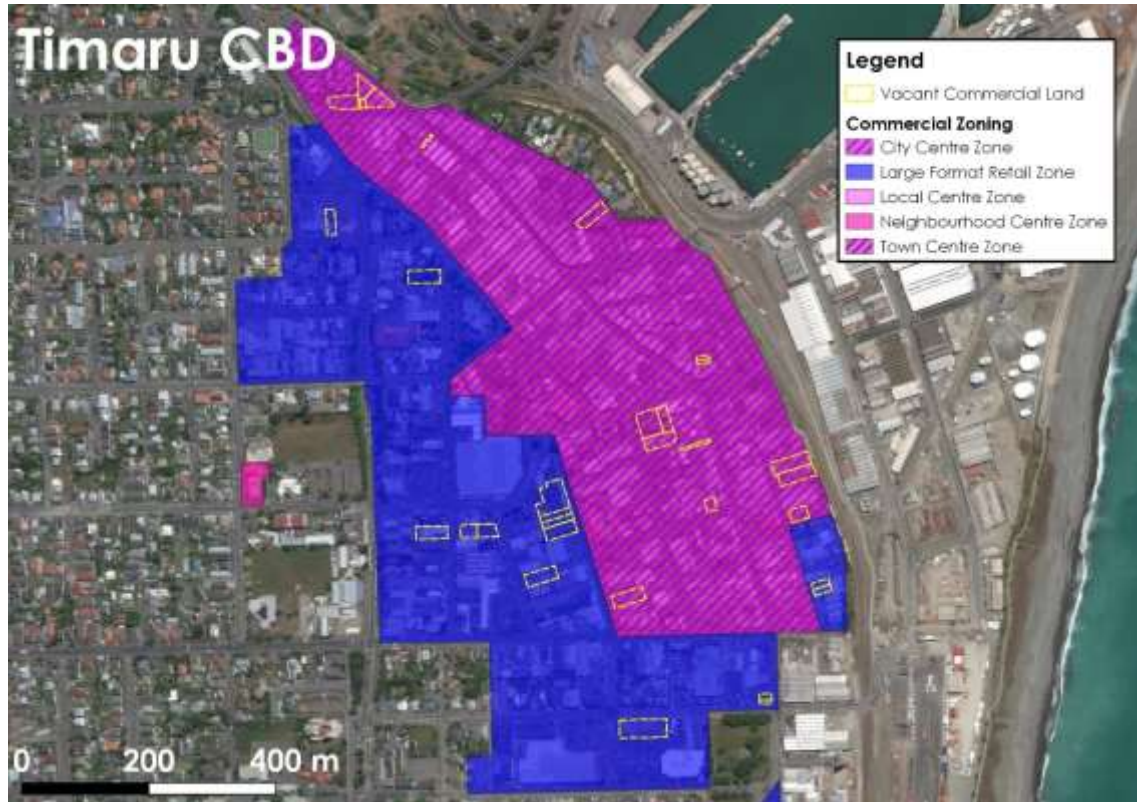 Timaru CBD
Legend
Vacant Commercial Land
Commercial Zoning
City Centre Zone
Large Format Retail Zone
Local Centre Zone
Neighbourhood Centre Zone
Town Centre Zone
0 200 400 m